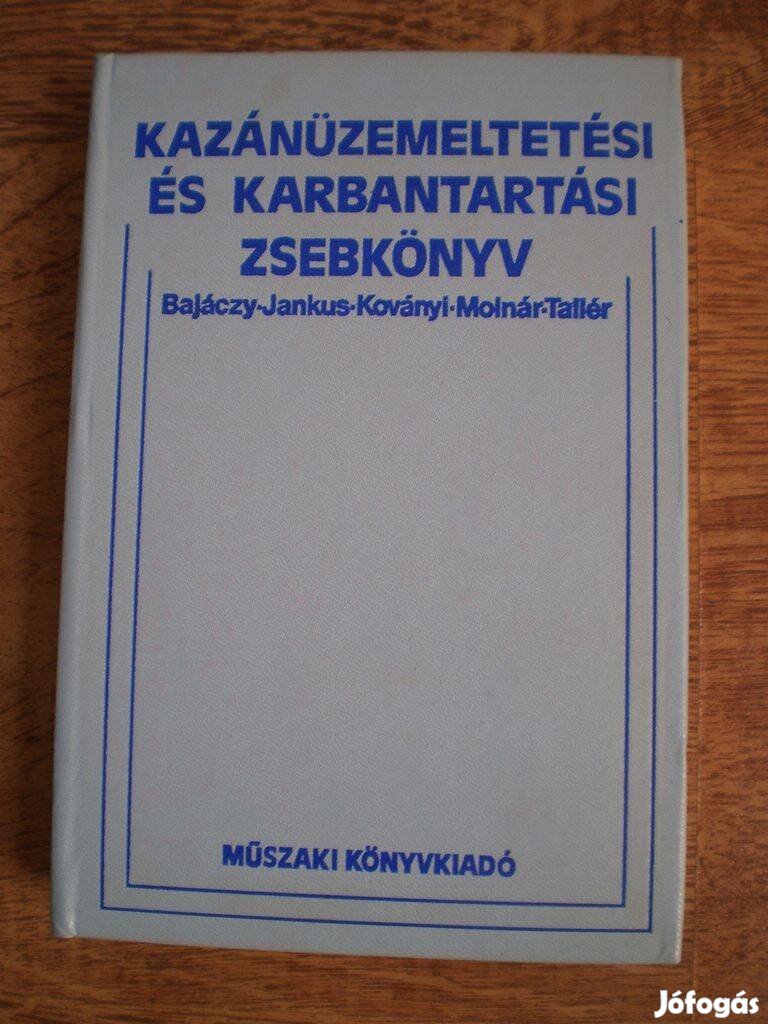 KAZÁNÜZEMELTETÉSI
ÉS KARBANTARTÁSI
ZSEBKÖNYV
Bajáczy·Jankus·Koványi·Molnár·Tallér
MŰSZAKI KÖNYVKIADÓ
Jófogás